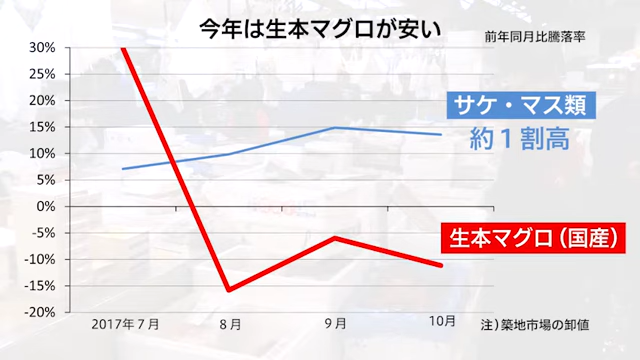 今年は生本マグロが安い
前年同月比騰落率
30%
25%
20%
15%
10%
5%
0%
-5%
-10%
-15%
-20%
サケ・マス類
約1割高
生本マグロ(国産)
2017年7月
8月
9月
10月
注)築地市場の卸値